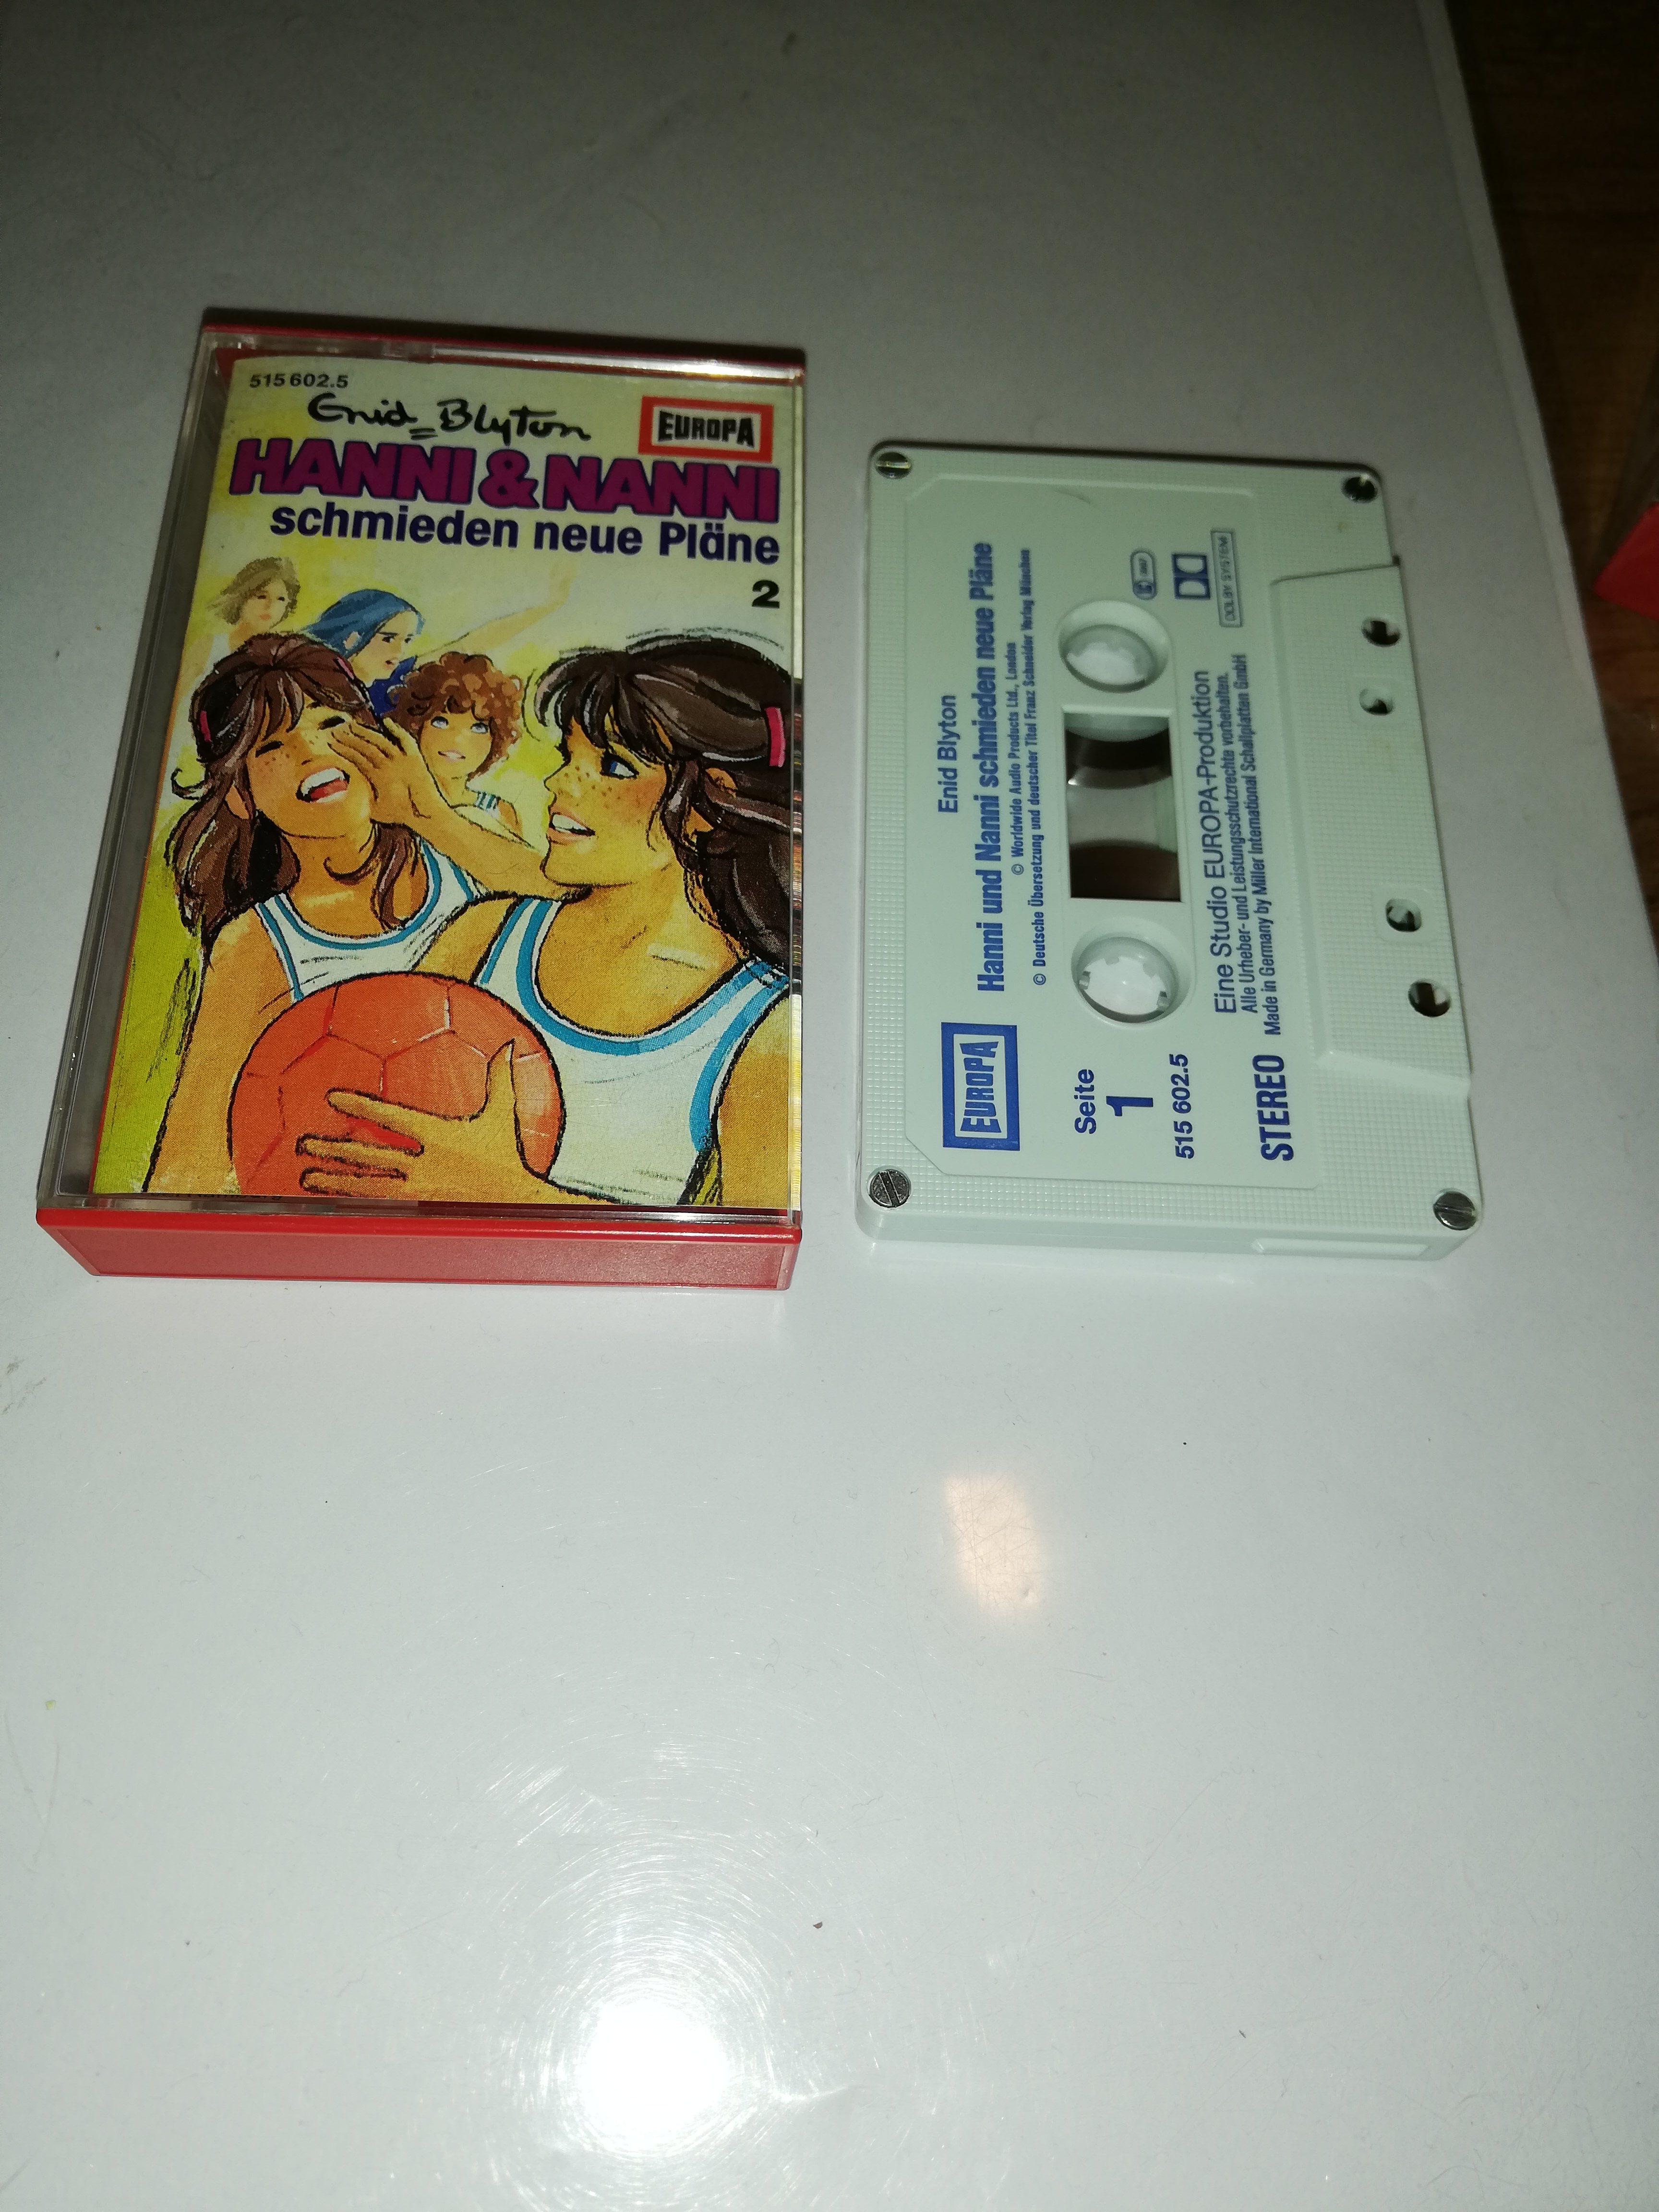 515 602.5
Enid Blyton
EUROPA
HANNI & NANNI
schmieden neue Pläne
2
EUROPA
Enid Blyton
Hanni und Nanni schmieden neue Pläne
© Worldwide Audio Products Ltd., London
© Deutsche Übersetzung und deutscher Titel Franz Schneider Verlag München
Seite
1
515 602.5
STEREO
DOLBY SYSTEM
Eine Studio EUROPA-Produktion
Alle Urheber- und Leistungsschutzrechte vorbehalten.
Made in Germany by Miller International Schallplatten GmbH